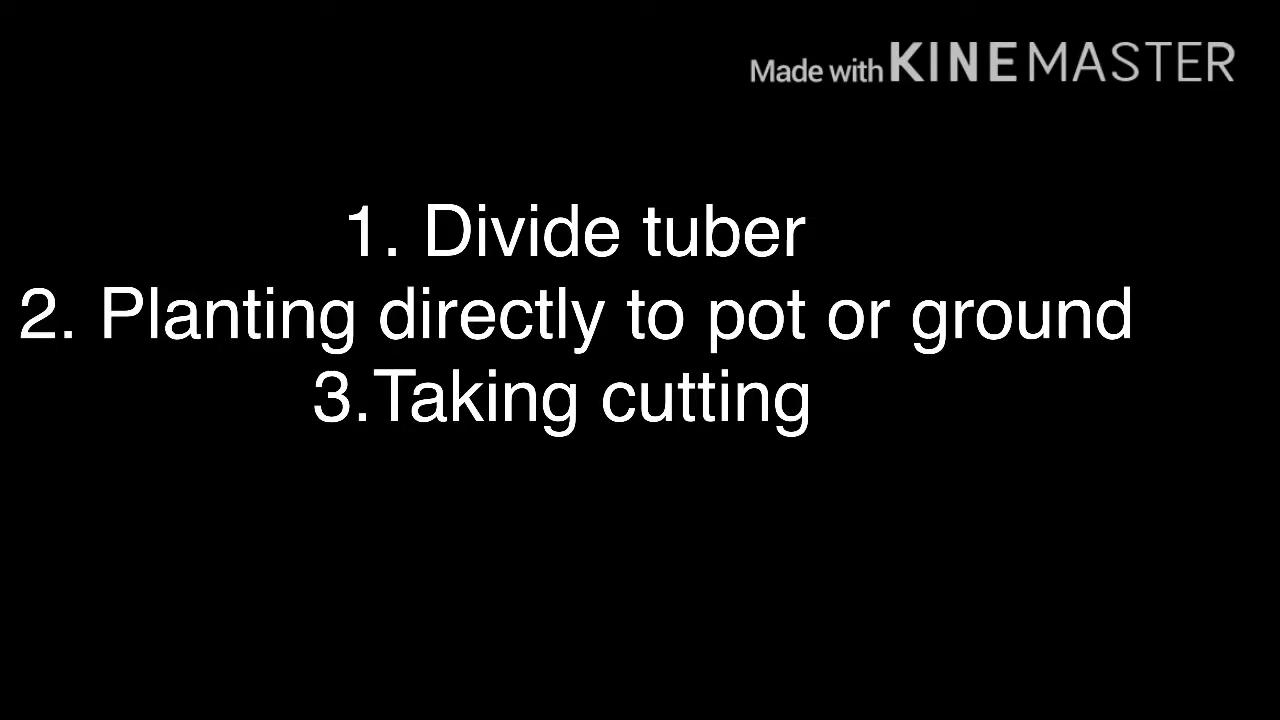 Made with KINEMASTER
1. Divide tuber
2. Planting directly to pot or ground
3.Taking cutting